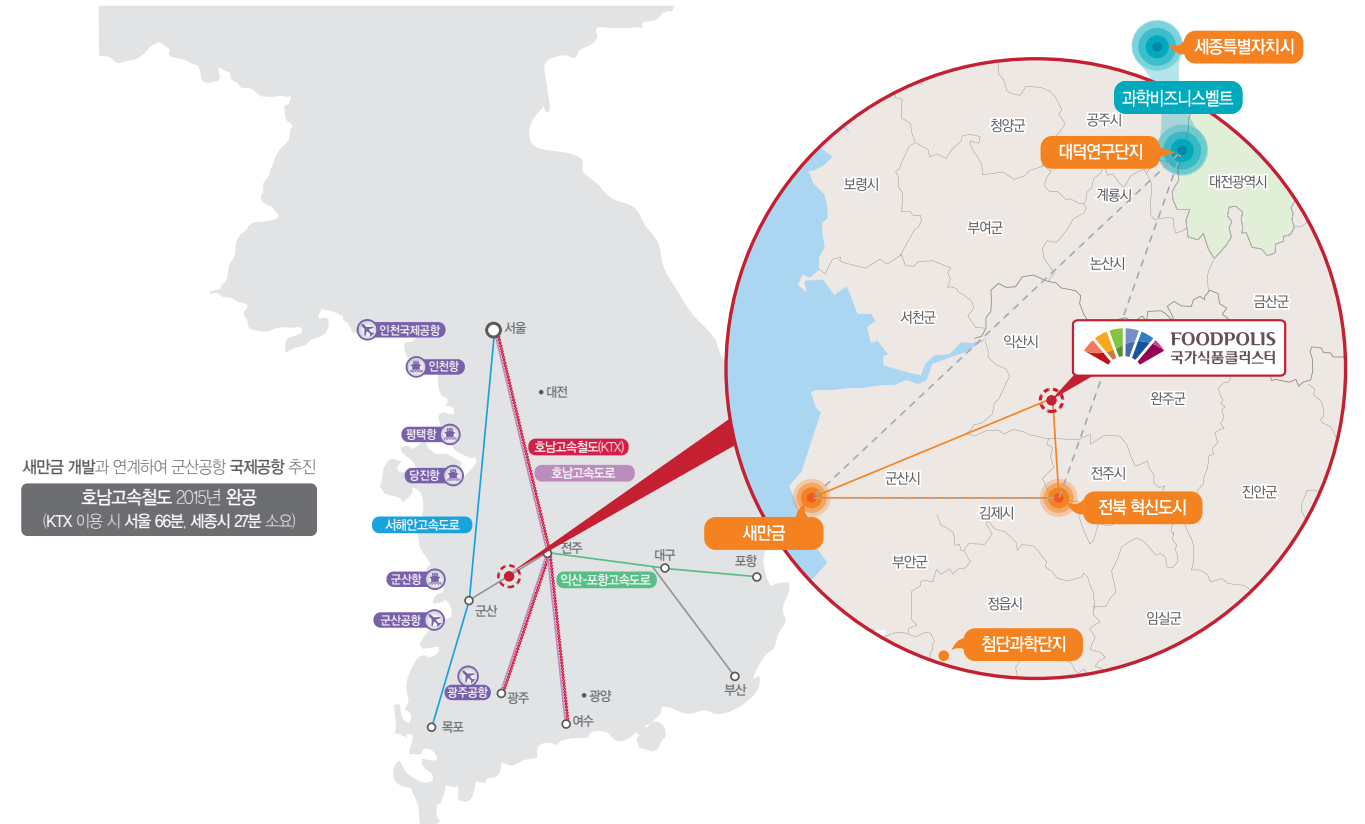 새만금 개발과 연계하여 군산공항 국제공항 추진
호남고속철도 2015년 완공
(KTX 이용 시 서울 66분, 세종시 27분 소요)
인천국제공항
서울
인천항
대전
평택항
호남고속철도(KTX)
당진항
호남고속도로
서해안고속도로
전주
대구
포항
군산항
익산-포항고속도로
군산
군산공항
광주공항
광주
광양
부산
목포
여수
세종특별자치시
과학비즈니스벨트
청양군
공주시
대덕연구단지
보령시
계룡시
대전광역시
부여군
논산시
금산군
서천군
익산시
FOODPOLIS
국가식품클러스터
완주군
군산시
전주시
진안군
새만금
김제시
전북 혁신도시
부안군
정읍시
임실군
첨단과학단지